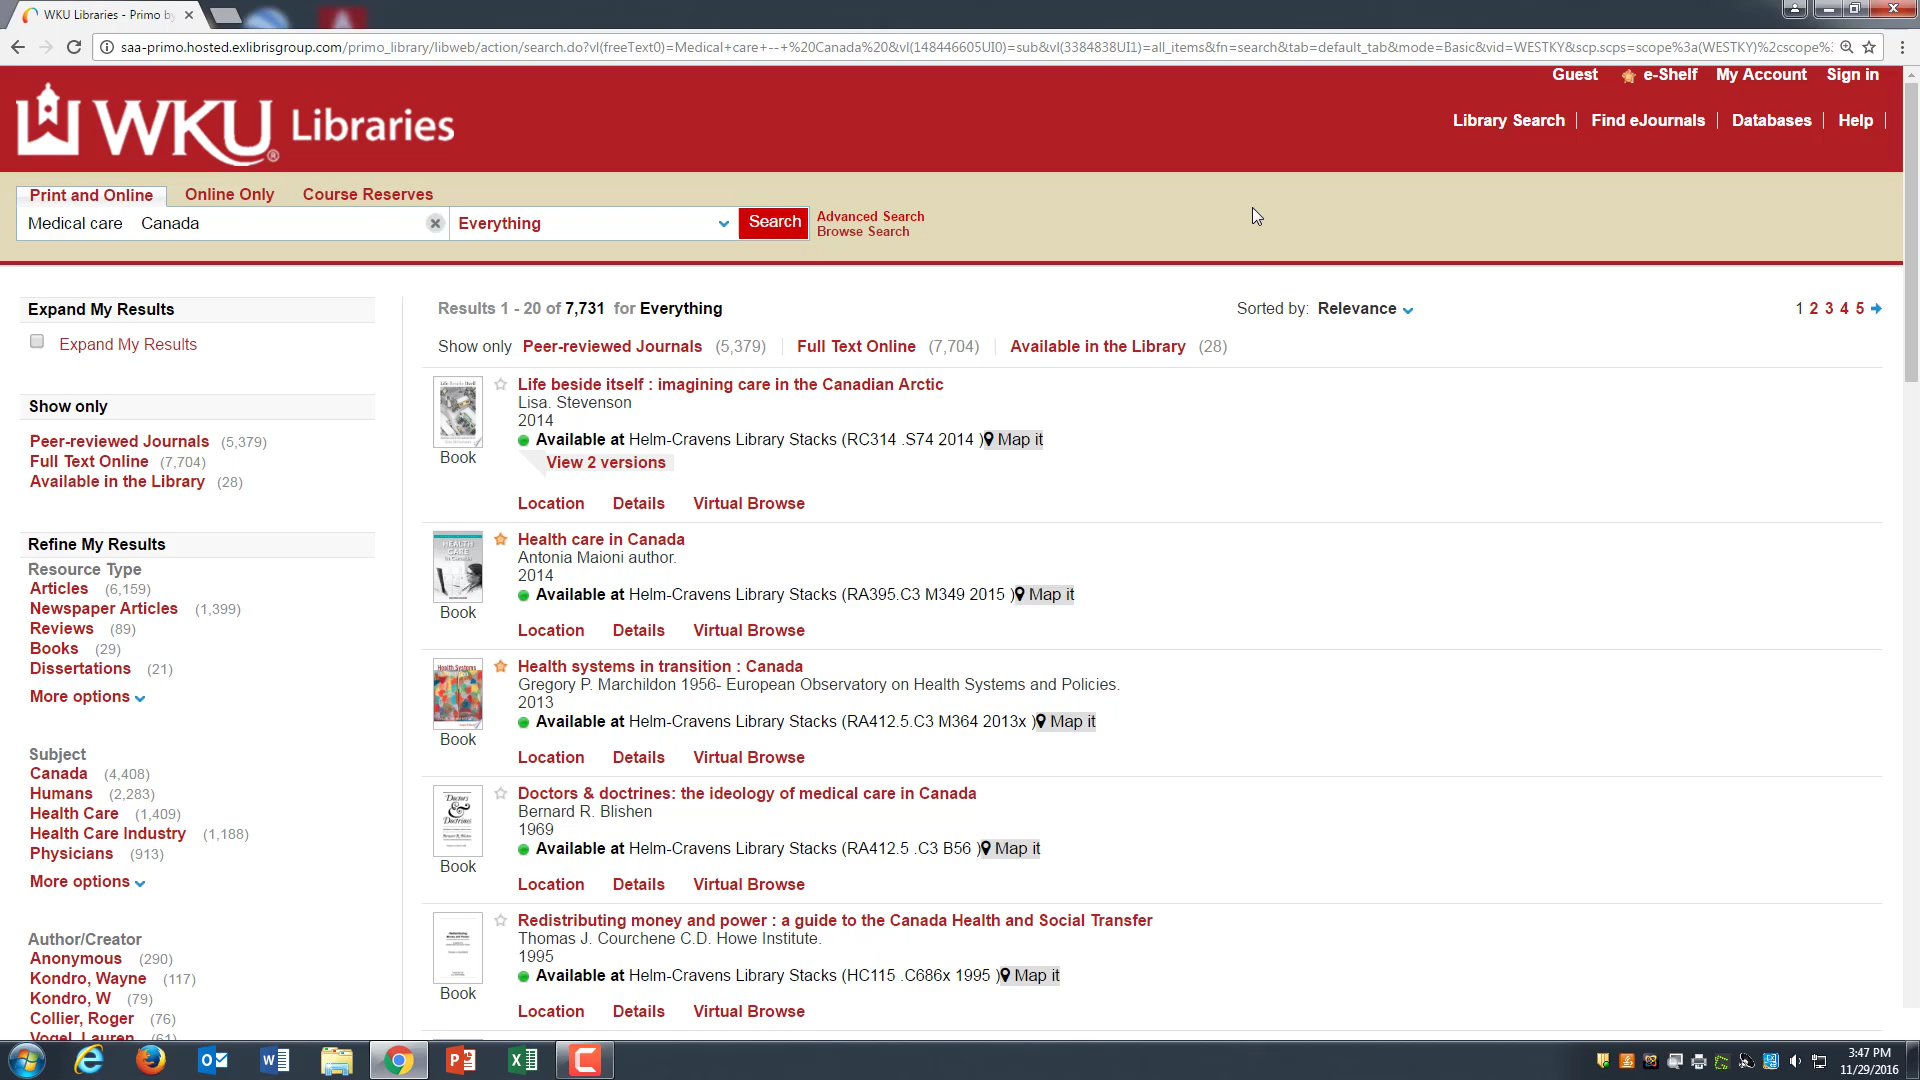 WKU Libraries - Primo by
saa-primo.hosted.exlibrisgroup.com/primo_library/libweb/action/search.do?vl(freeText0)=Medical+care+--+%20Canada%20&vl(148446605UI0)=sub&vl(3384838UI1)=all_items&fn=search&tab=default_tab&mode=Basic&vid=WESTKY&scp.scps=scope%3a(WESTKY)%2cscope%3
Guest e-Shelf My Account Sign in
WKU® Libraries
Library Search Find eJournals Databases Help
Print and Online Online Only Course Reserves
Medical care Canada Everything Search
Advanced Search
Browse Search
Expand My Results
Expand My Results
Show only
Peer-reviewed Journals (5,379)
Full Text Online (7,704)
Available in the Library (28)
Refine My Results
Resource Type
Articles (6,159)
Newspaper Articles (1,399)
Reviews (89)
Books (29)
Dissertations (21)
More options
Subject
Canada (4,408)
Humans (2,283)
Health Care (1,409)
Health Care Industry (1,188)
Physicians (913)
More options
Author/Creator
Anonymous (290)
Kondro, Wayne (117)
Kondro, W (79)
Collier, Roger (76)
Vogel, Lauren (61)
Results 1 - 20 of 7,731 for Everything
Sorted by: Relevance
1 2 3 4 5
Show only Peer-reviewed Journals (5,379) Full Text Online (7,704) Available in the Library (28)
Life beside itself : imagining care in the Canadian Arctic
Lisa. Stevenson
2014
Available at Helm-Cravens Library Stacks (RC314 .S74 2014 ) Map it
Book
View 2 versions
Location Details Virtual Browse
Health care in Canada
Antonia Maioni author.
2014
Available at Helm-Cravens Library Stacks (RA395.C3 M349 2015 ) Map it
Book
Location Details Virtual Browse
Health systems in transition : Canada
Gregory P. Marchildon 1956- European Observatory on Health Systems and Policies.
2013
Available at Helm-Cravens Library Stacks (RA412.5.C3 M364 2013x ) Map it
Book
Location Details Virtual Browse
Doctors & doctrines: the ideology of medical care in Canada
Bernard R. Blishen
1969
Available at Helm-Cravens Library Stacks (RA412.5 .C3 B56 ) Map it
Book
Location Details Virtual Browse
Redistributing money and power : a guide to the Canada Health and Social Transfer
Thomas J. Courchene C.D. Howe Institute.
1995
Available at Helm-Cravens Library Stacks (HC115 .C686x 1995 ) Map it
Book
Location Details Virtual Browse
3:47 PM
11/29/2016